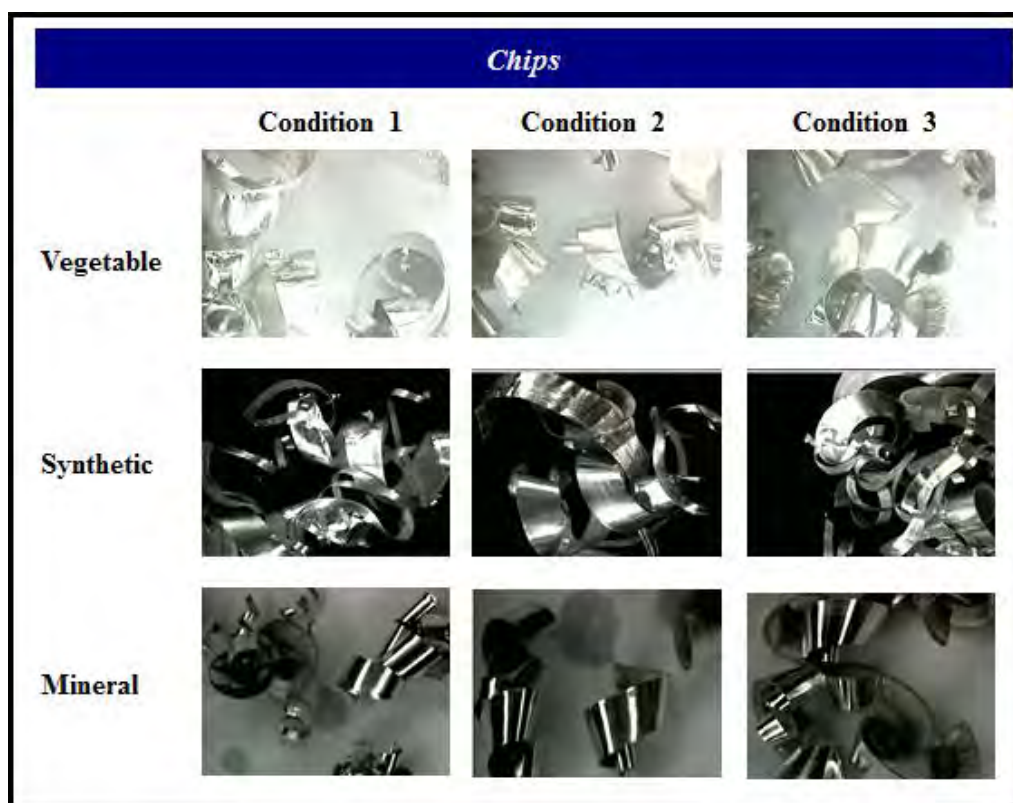 Chips
Condition 1 Condition 2 Condition 3
Vegetable
Synthetic
Mineral